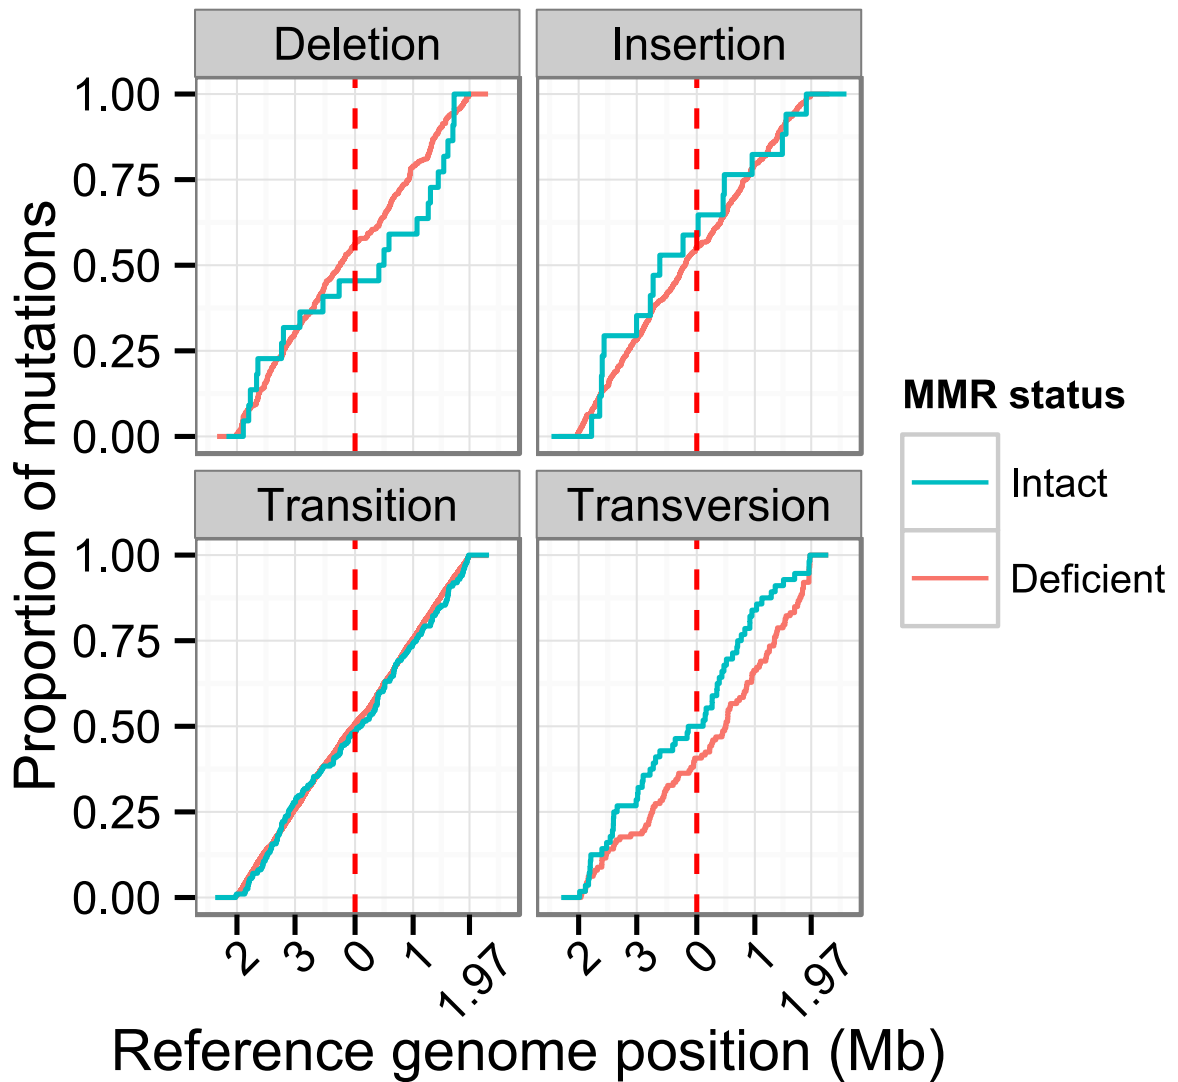 Deletion
Insertion
1.00
0.75
0.50
0.25
0.00
Transition
Transversion
1.00
0.75
0.50
0.25
0.00
2
3
0
1
1.97
2
3
0
1
1.97
Proportion of mutations
Reference genome position (Mb)
MMR status
Intact
Deficient